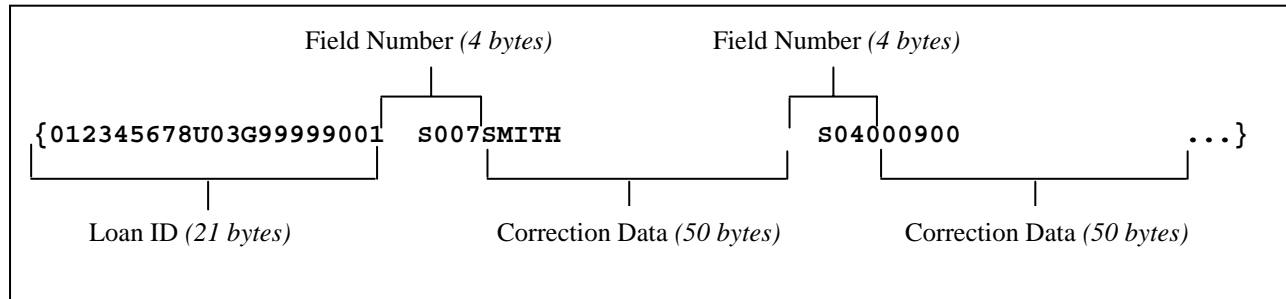 Field Number (4 bytes) Field Number (4 bytes)
{012345678U03G99999001 S007SMITH S04000900 ...}
Loan ID (21 bytes) Correction Data (50 bytes) Correction Data (50 bytes)